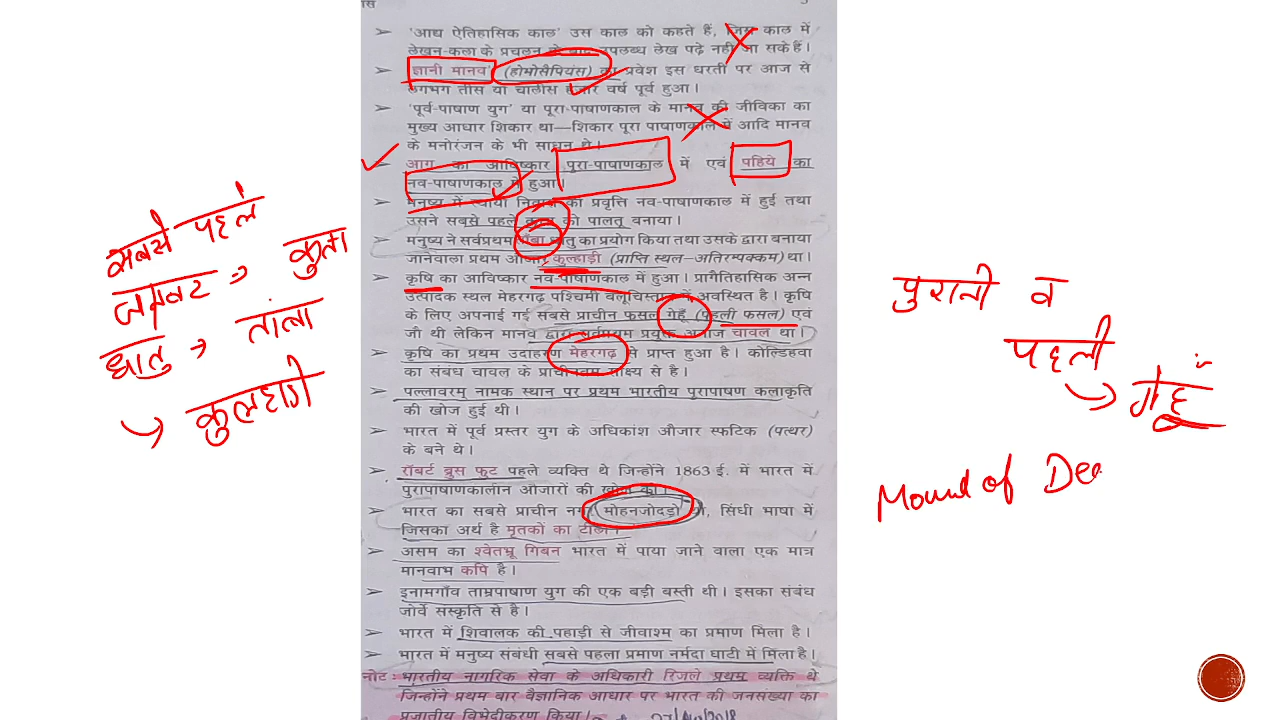 सबसे पहले
जानवर → कुत्ता
धातु → तांबा
→ कुल्हाड़ी
'आद्य ऐतिहासिक काल' उस काल को कहते हैं, जिस काल में
लेखन-कला के प्रचलन के बाद उपलब्ध लेख पढ़े नहीं जा सके हैं।
'ज्ञानी मानव' (होमोसैपियंस) का प्रवेश इस धरती पर आज से
लगभग तीस या चालीस हजार वर्ष पूर्व हुआ।
'पूर्व-पाषाण युग' या पूरा-पाषाणकाल के मानव की जीविका का
मुख्य आधार शिकार था—शिकार पूरा पाषाणकाल में आदि मानव
के मनोरंजन के भी साधन थे।
आग का आविष्कार पुरा-पाषाणकाल में एवं पहिये का
नव-पाषाणकाल में हुआ।
मनुष्य में स्थायी निवास की प्रवृत्ति नव-पाषाणकाल में हुई तथा
उसने सबसे पहले को पालतू बनाया।
मनुष्य ने सर्वप्रथम ताँबा धातु का प्रयोग किया तथा उसके द्वारा बनाया
जानेवाला प्रथम औजार कुल्हाड़ी (प्राप्ति स्थल—अतिरम्पक्कम) था।
कृषि का आविष्कार नव-पाषाणकाल में हुआ। प्रागैतिहासिक अन्न
उत्पादक स्थल मेहरगढ़ पश्चिमी बलूचिस्तान में अवस्थित है। कृषि
के लिए अपनाई गई सबसे प्राचीन फसल गेहूँ (पहली फसल) एवं
जौ थी लेकिन मानव द्वारा सर्वप्रथम प्रयुक्त अनाज चावल था।
कृषि का प्रथम उदाहरण मेहरगढ़ से प्राप्त हुआ है। कोल्डिहवा
का संबंध चावल के प्राचीनतम साक्ष्य से है।
पल्लावरम् नामक स्थान पर प्रथम भारतीय पुरापाषण कलाकृति
की खोज हुई थी।
भारत में पूर्व प्रस्तर युग के अधिकांश औजार स्फटिक (पत्थर)
के बने थे।
रॉबर्ट ब्रुस फुट पहले व्यक्ति थे जिन्होंने 1863 ई. में भारत में
पुरापाषाणकालीन औजारों की खोज की।
भारत का सबसे प्राचीन नगर मोहनजोदड़ो था, सिंधी भाषा में
जिसका अर्थ है मृतकों का टीला।
असम का श्वेतभ्रू गिबन भारत में पाया जाने वाला एक मात्र
मानवाभ कपि है।
इनामगाँव ताम्रपाषाण युग की एक बड़ी बस्ती थी। इसका संबंध
जोर्वे संस्कृति से है।
भारत में शिवालक की पहाड़ी से जीवाश्म का प्रमाण मिला है।
भारत में मनुष्य संबंधी सबसे पहला प्रमाण नर्मदा घाटी में मिला है।
नोट : भारतीय नागरिक सेवा के अधिकारी रिजले प्रथम व्यक्ति थे
जिन्होंने प्रथम बार वैज्ञानिक आधार पर भारत की जनसंख्या का
प्रजातीय विभेदीकरण किया।
पुरानी व
पहली
→ गेहूं
Mound of Dea